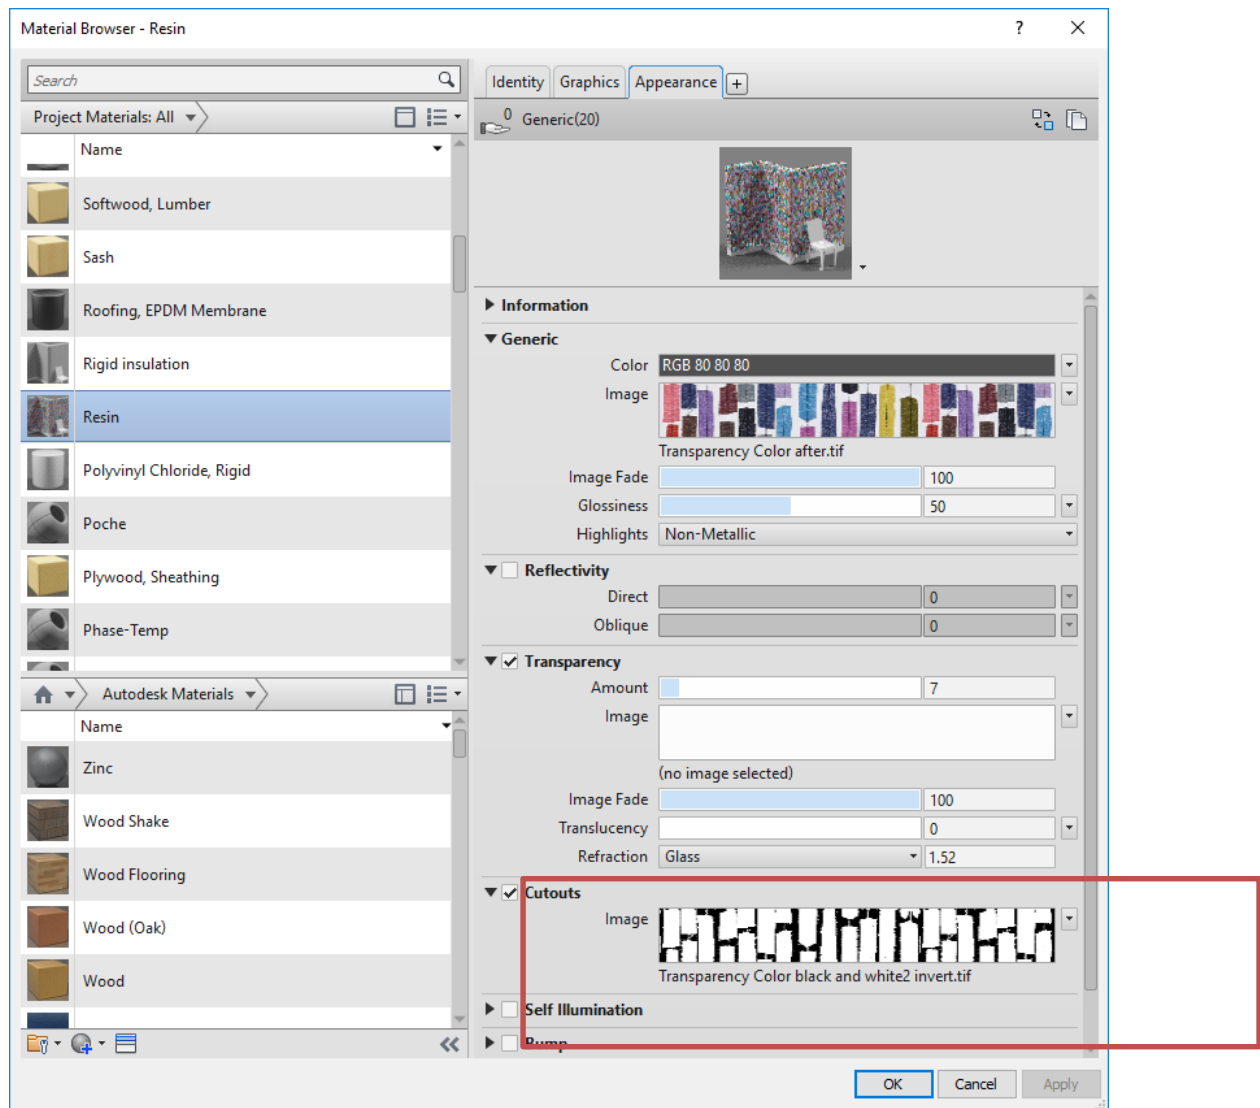 Material Browser - Resin
?
Search
Project Materials: All
Name
Softwood, Lumber
Sash
Roofing, EPDM Membrane
Rigid insulation
Resin
Polyvinyl Chloride, Rigid
Poche
Plywood, Sheathing
Phase-Temp
Autodesk Materials
Name
Zinc
Wood Shake
Wood Flooring
Wood (Oak)
Wood
Identity Graphics Appearance +
0 Generic(20)
Information
Generic
Color RGB 80 80 80
Image
Transparency Color after.tif
Image Fade 100
Glossiness 50
Highlights Non-Metallic
Reflectivity
Direct 0
Oblique 0
Transparency
Amount 7
Image
(no image selected)
Image Fade 100
Translucency 0
Refraction Glass 1.52
Cutouts
Image
Transparency Color black and white2 invert.tif
Self Illumination
Bump
OK Cancel Apply